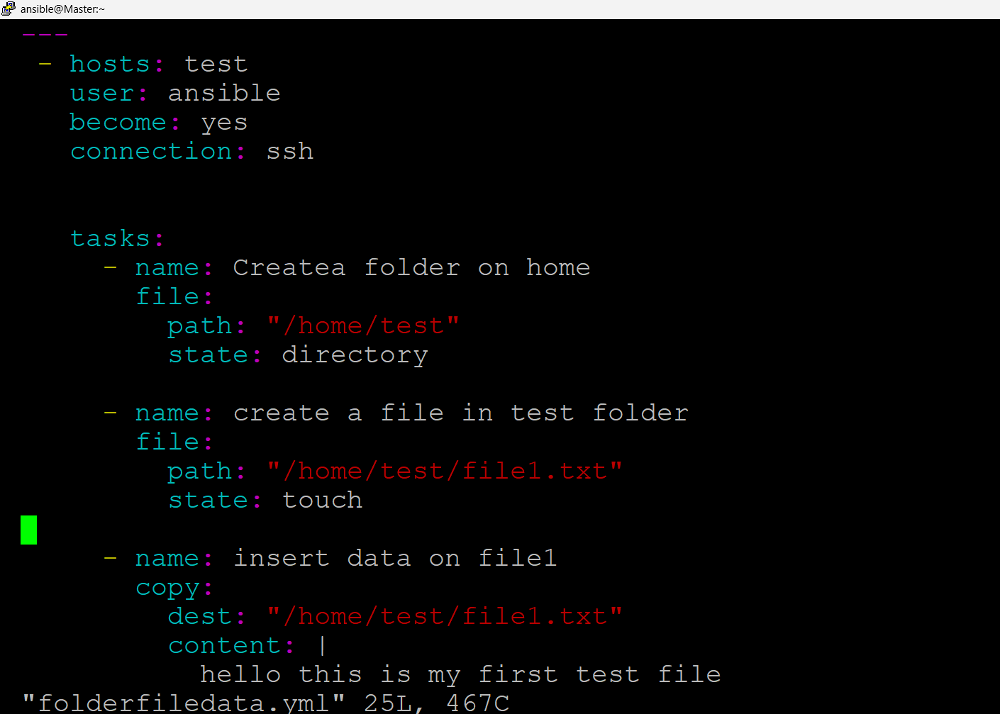 ansible@Master:~
---
 - hosts: test
   user: ansible
   become: yes
   connection: ssh
   tasks:
     - name: Createa folder on home
       file:
         path: "/home/test"
         state: directory
     - name: create a file in test folder
       file:
         path: "/home/test/file1.txt"
         state: touch
     - name: insert data on file1
       copy:
         dest: "/home/test/file1.txt"
         content: |
           hello this is my first test file
"folderfiledata.yml" 25L, 467C